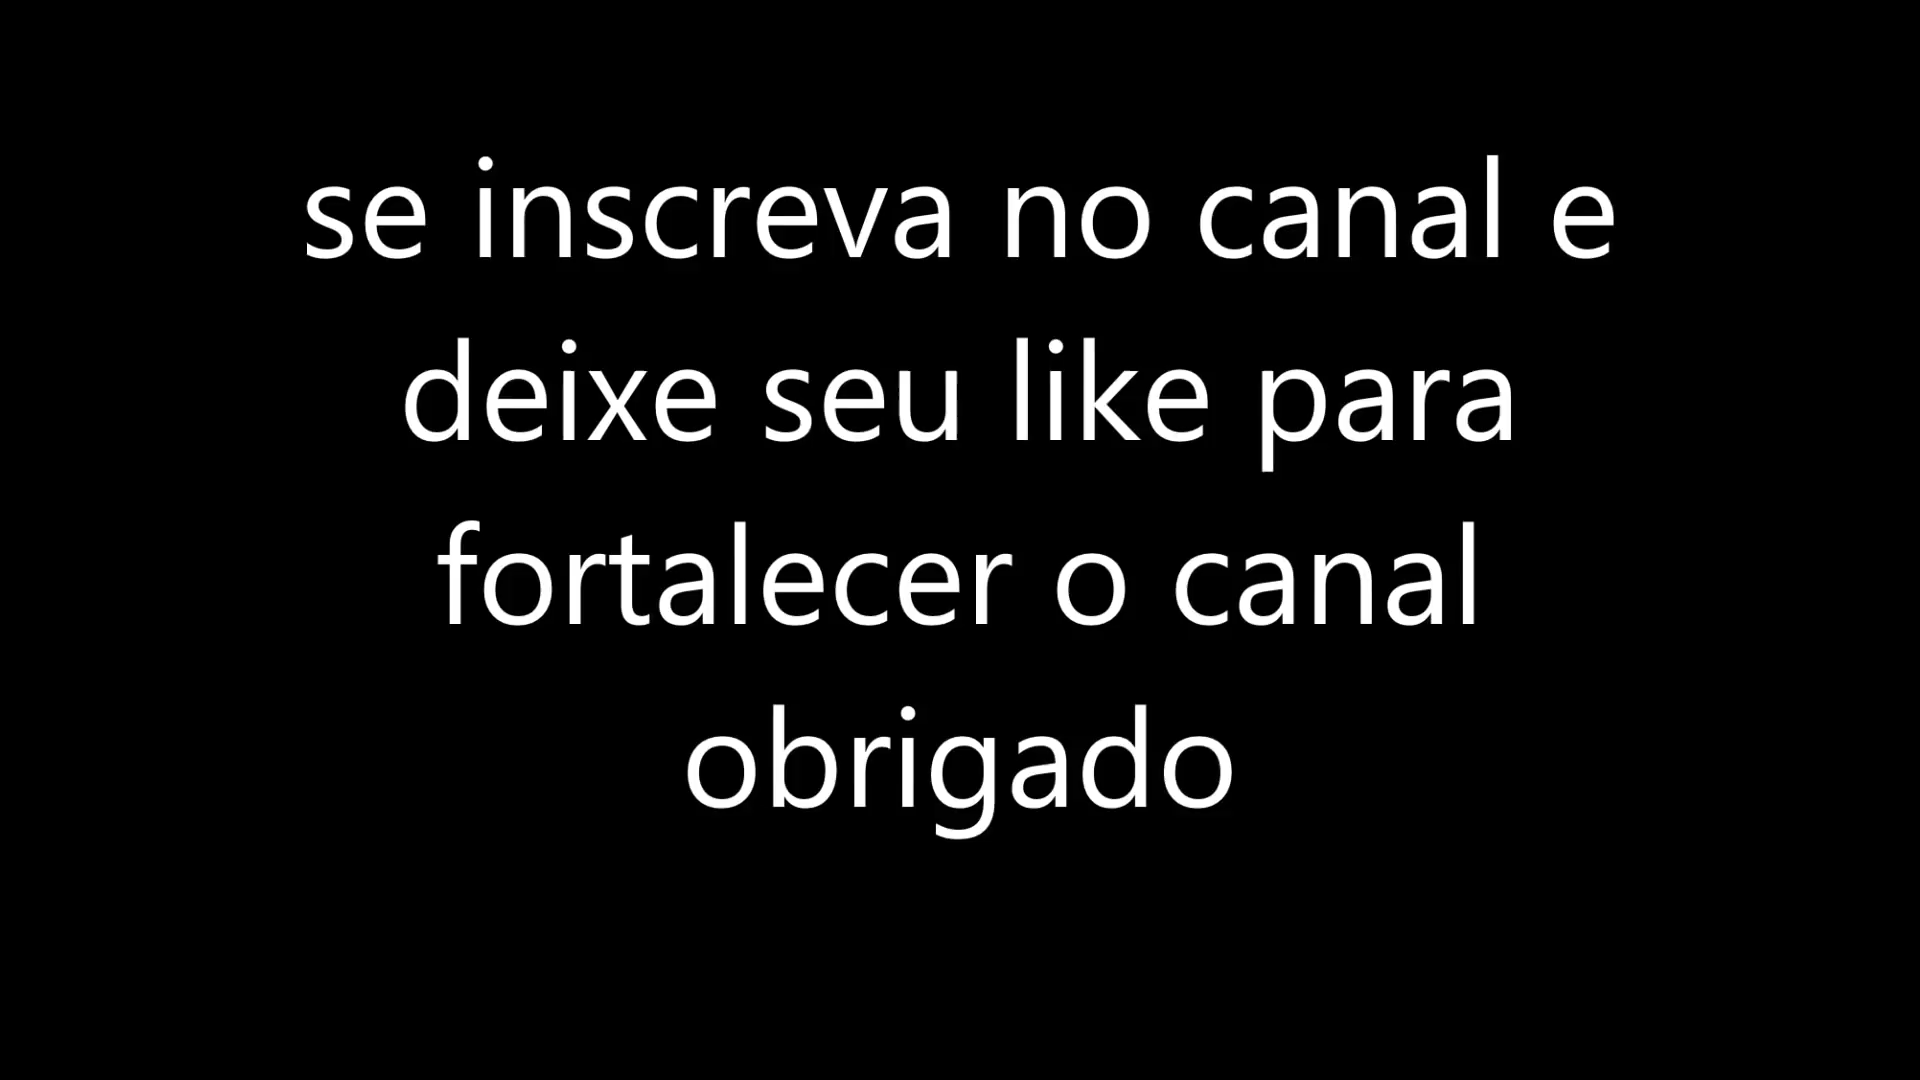 se inscreva no canal e
deixe seu like para
fortalecer o canal
obrigado